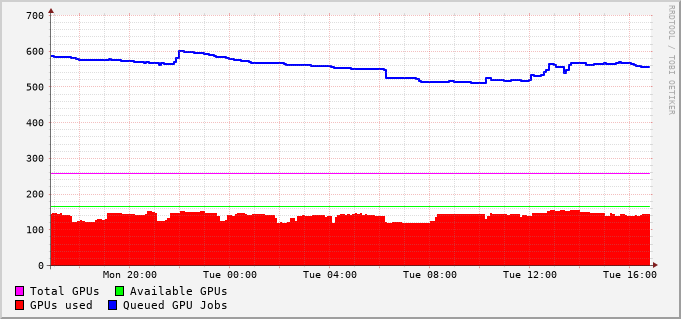 700
600
500
400
300
200
100
0
Mon 20:00 Tue 00:00 Tue 04:00 Tue 08:00 Tue 12:00 Tue 16:00
Total GPUs Available GPUs
GPUs used Queued GPU Jobs
RRDTOOL / TOBI OETIKER